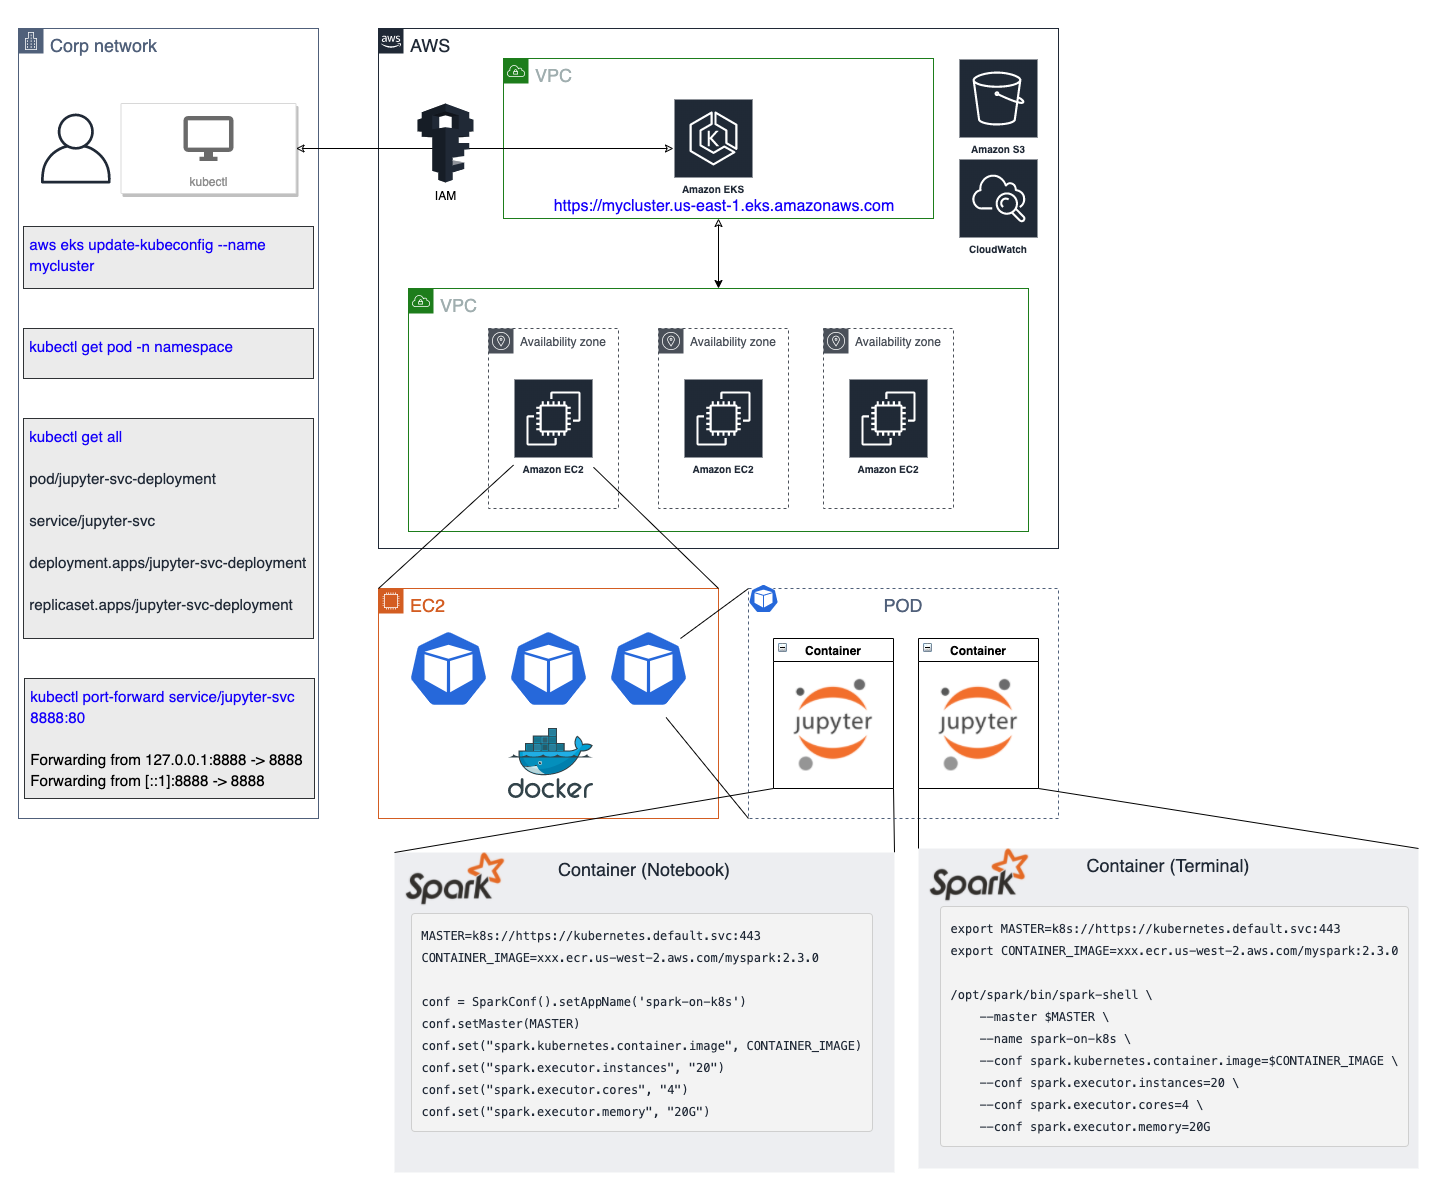 Corp network
kubectl
aws eks update-kubeconfig --name
mycluster
kubectl get pod -n namespace
kubectl get all
pod/jupyter-svc-deployment
service/jupyter-svc
deployment.apps/jupyter-svc-deployment
replicaset.apps/jupyter-svc-deployment
kubectl port-forward service/jupyter-svc
8888:80
Forwarding from 127.0.0.1:8888 -> 8888
Forwarding from [::1]:8888 -> 8888
aws
AWS
IAM
VPC
Amazon EKS
https://mycluster.us-east-1.eks.amazonaws.com
Amazon S3
CloudWatch
VPC
Availability zone
Amazon EC2
Availability zone
Amazon EC2
Availability zone
Amazon EC2
EC2
docker
POD
Container
jupyter
Container
jupyter
Spark
Container (Notebook)
MASTER=k8s://https://kubernetes.default.svc:443
CONTAINER_IMAGE=xxx.ecr.us-west-2.aws.com/myspark:2.3.0
conf = SparkConf().setAppName('spark-on-k8s')
conf.setMaster(MASTER)
conf.set("spark.kubernetes.container.image", CONTAINER_IMAGE)
conf.set("spark.executor.instances", "20")
conf.set("spark.executor.cores", "4")
conf.set("spark.executor.memory", "20G")
Spark
Container (Terminal)
export MASTER=k8s://https://kubernetes.default.svc:443
export CONTAINER_IMAGE=xxx.ecr.us-west-2.aws.com/myspark:2.3.0
/opt/spark/bin/spark-shell \
--master $MASTER \
--name spark-on-k8s \
--conf spark.kubernetes.container.image=$CONTAINER_IMAGE \
--conf spark.executor.instances=20 \
--conf spark.executor.cores=4 \
--conf spark.executor.memory=20G